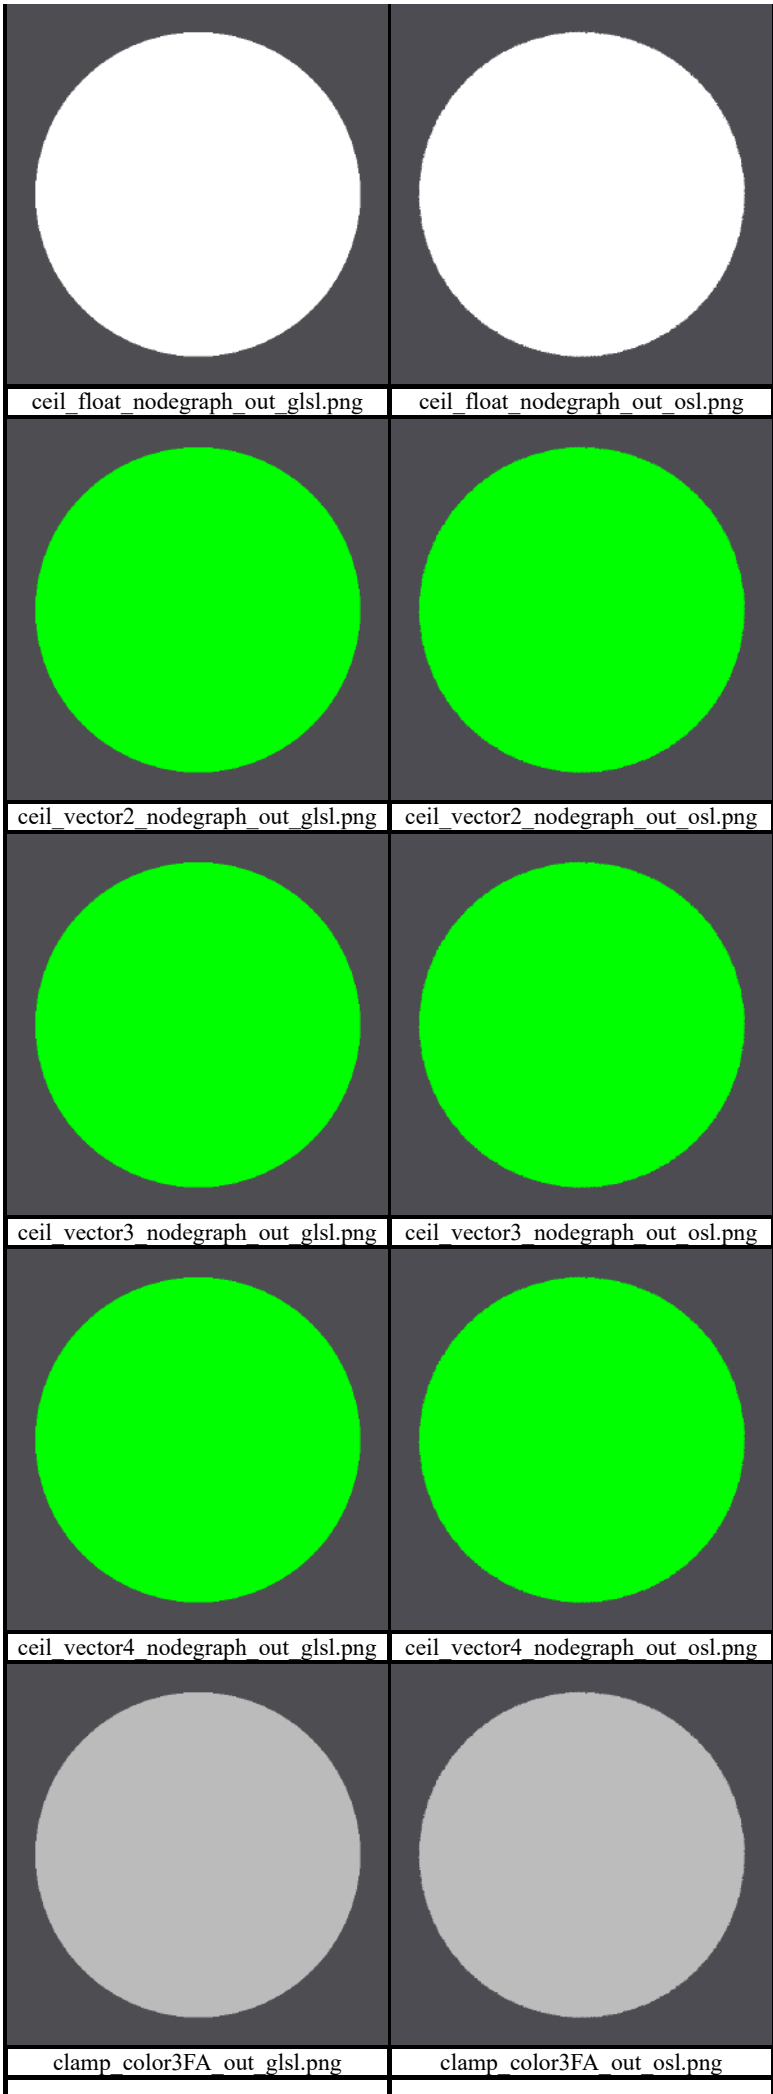 ceil_float_nodegraph_out_glsl.png ceil_float_nodegraph_out_osl.png
ceil_vector2_nodegraph_out_glsl.png ceil_vector2_nodegraph_out_osl.png
ceil_vector3_nodegraph_out_glsl.png ceil_vector3_nodegraph_out_osl.png
ceil_vector4_nodegraph_out_glsl.png ceil_vector4_nodegraph_out_osl.png
clamp_color3FA_out_glsl.png clamp_color3FA_out_osl.png